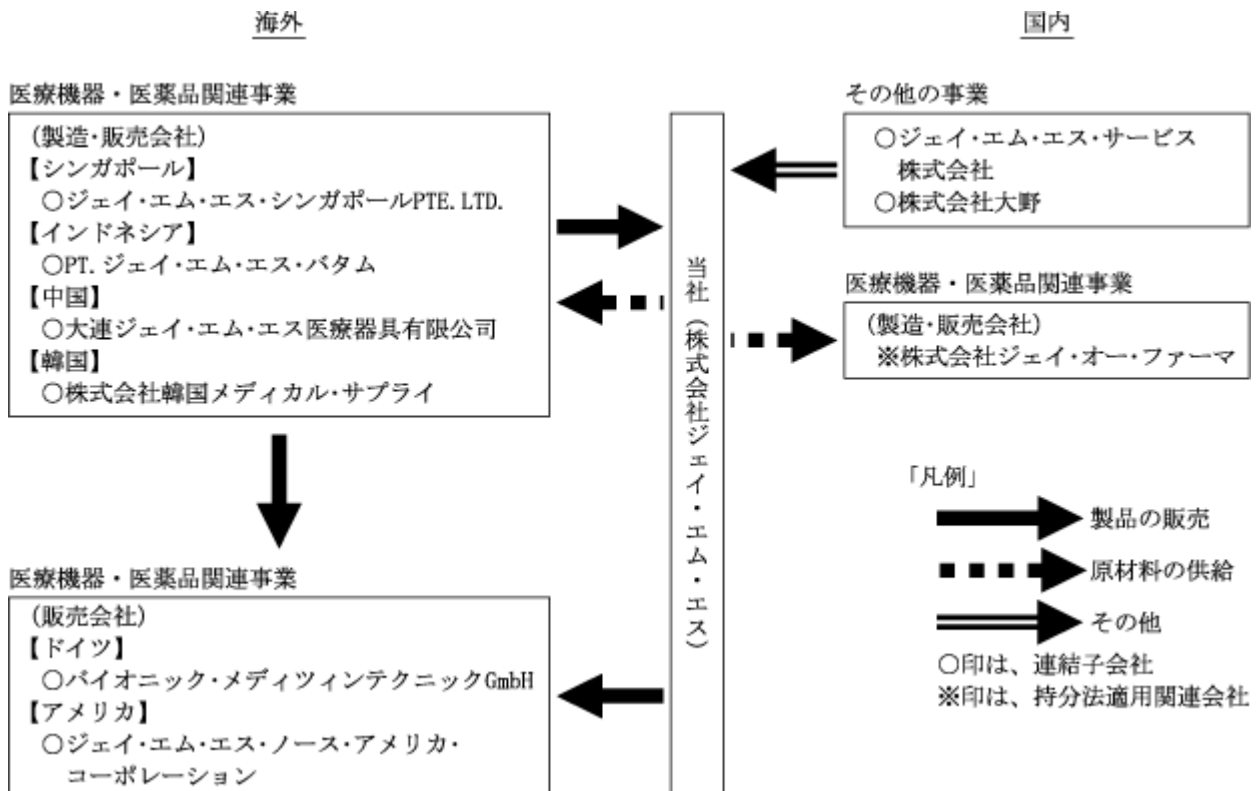 海外
医療機器・医薬品関連事業
(製造・販売会社)
【シンガポール】
○ジェイ・エム・エス・シンガポールPTE.LTD.
【インドネシア】
○PT.ジェイ・エム・エス・バタム
【中国】
○大連ジェイ・エム・エス医療器具有限公司
【韓国】
○株式会社韓国メディカル・サプライ
医療機器・医薬品関連事業
(販売会社)
【ドイツ】
○バイオニック・メディツィンテクニックGmbH
【アメリカ】
○ジェイ・エム・エス・ノース・アメリカ・
コーポレーション
当社(株式会社ジェイ・エム・エス)
国内
その他の事業
○ジェイ・エム・エス・サービス
株式会社
○株式会社大野
医療機器・医薬品関連事業
(製造・販売会社)
※株式会社ジェイ・オー・ファーマ
「凡例」
製品の販売
原材料の供給
その他
○印は、連結子会社
※印は、持分法適用関連会社